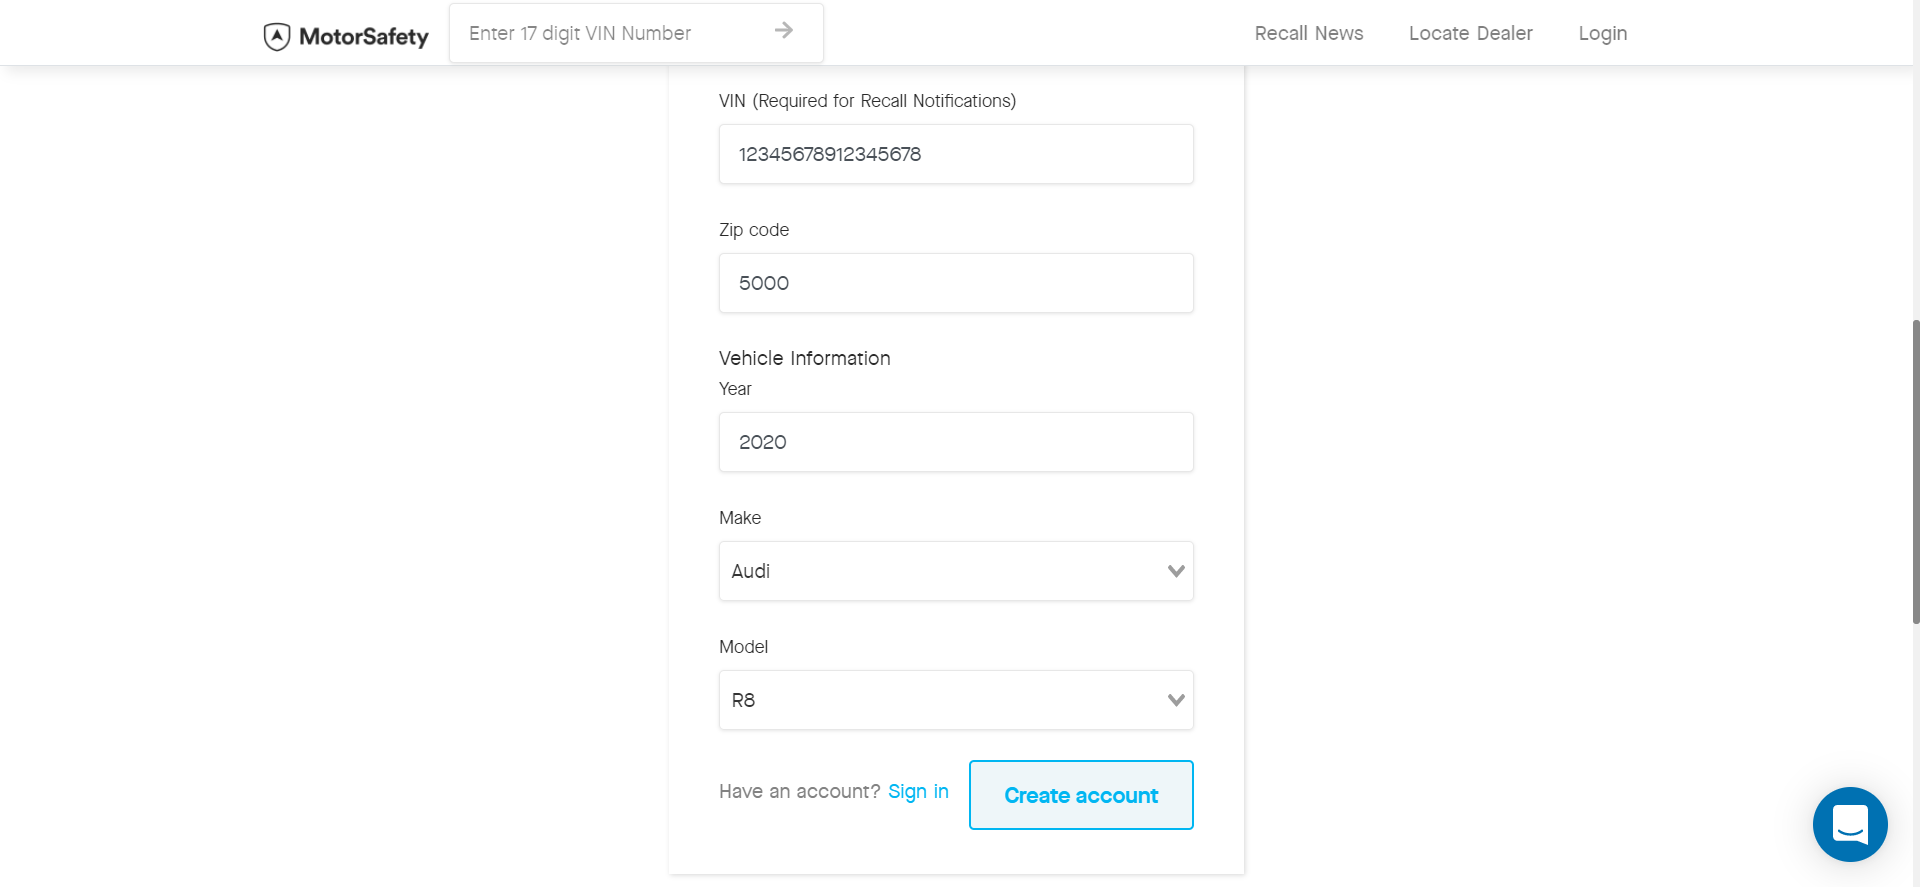 MotorSafety
Enter 17 digit VIN Number
Recall News
Locate Dealer
Login
VIN (Required for Recall Notifications)
12345678912345678
Zip code
5000
Vehicle Information
Year
2020
Make
Audi
Model
R8
Have an account? Sign in
Create account